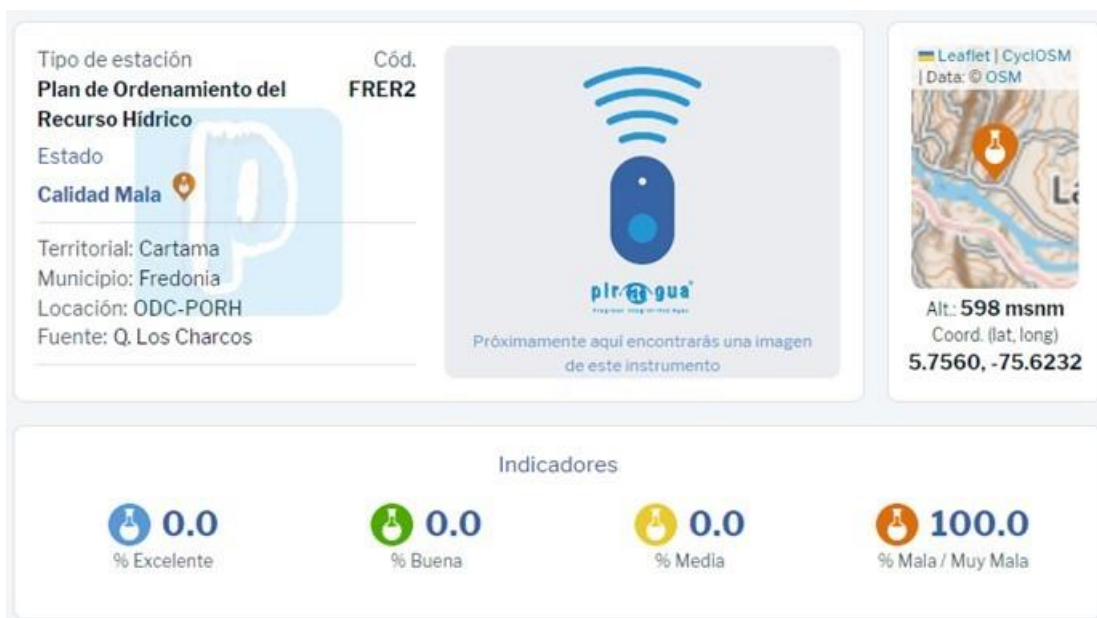 Tipo de estación
Cód.
Plan de Ordenamiento del
FRER2
Recurso Hídrico
Estado
Calidad Mala
Territorial: Cartama
Municipio: Fredonia
Locación: ODC-PORH
Fuente: Q. Los Charcos
piragua
Próximamente aquí encontrarás una imagen
de este instrumento
Leaflet | CyclOSM
| Data: © OSM
Alt.: 598 msnm
Coord. (lat, long)
5.7560, -75.6232
Indicadores
0.0
% Excelente
0.0
% Buena
0.0
% Media
100.0
% Mala / Muy Mala